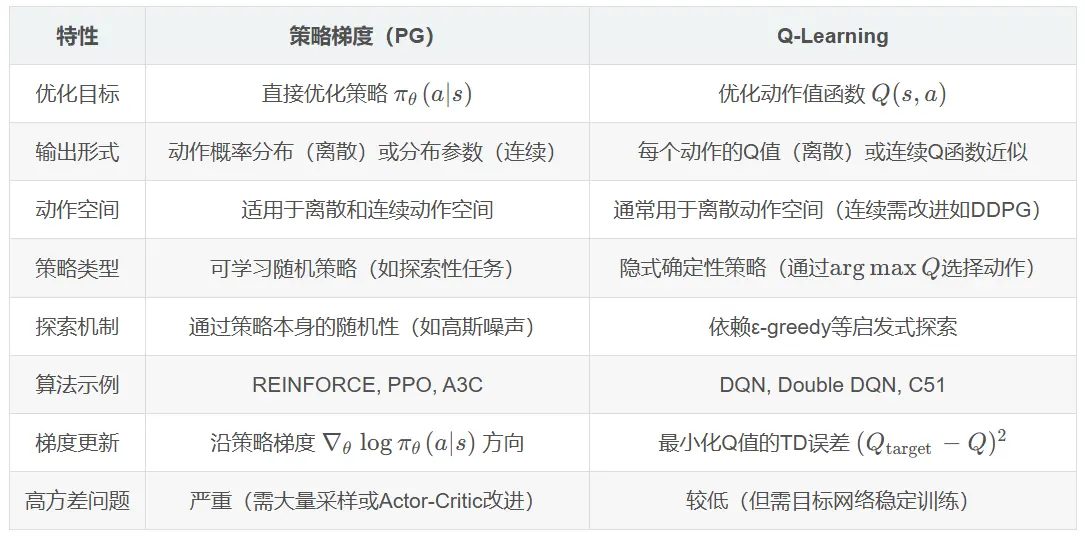 特性 策略梯度（PG） Q-Learning
优化目标 直接优化策略 πθ (a|s) 优化动作值函数 Q(s, a)
输出形式 动作概率分布（离散）或分布参数（连续） 每个动作的Q值（离散）或连续Q函数近似
动作空间 适用于离散和连续动作空间 通常用于离散动作空间（连续需改进如DDPG）
策略类型 可学习随机策略（如探索性任务） 隐式确定性策略（通过arg max Q选择动作）
探索机制 通过策略本身的随机性（如高斯噪声） 依赖ε-greedy等启发式探索
算法示例 REINFORCE, PPO, A3C DQN, Double DQN, C51
梯度更新 沿策略梯度 ∇θ log πθ (a|s) 方向 最小化Q值的TD误差 (Qtarget − Q)²
高方差问题 严重（需大量采样或Actor-Critic改进） 较低（但需目标网络稳定训练）